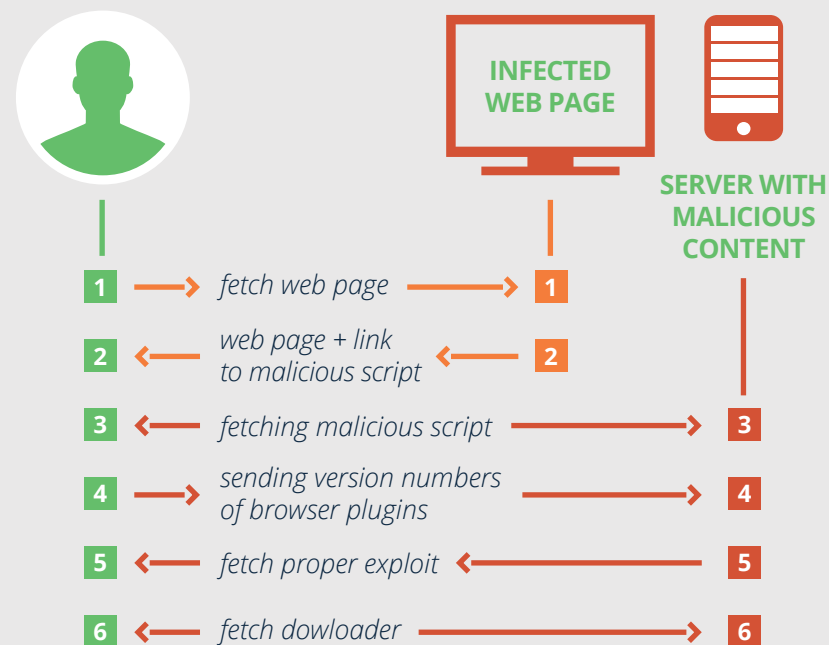 INFECTED
WEB PAGE
SERVER WITH
MALICIOUS
CONTENT
1 fetch web page 1
2 web page + link
to malicious script 2
3 fetching malicious script 3
4 sending version numbers
of browser plugins 4
5 fetch proper exploit 5
6 fetch dowloader 6